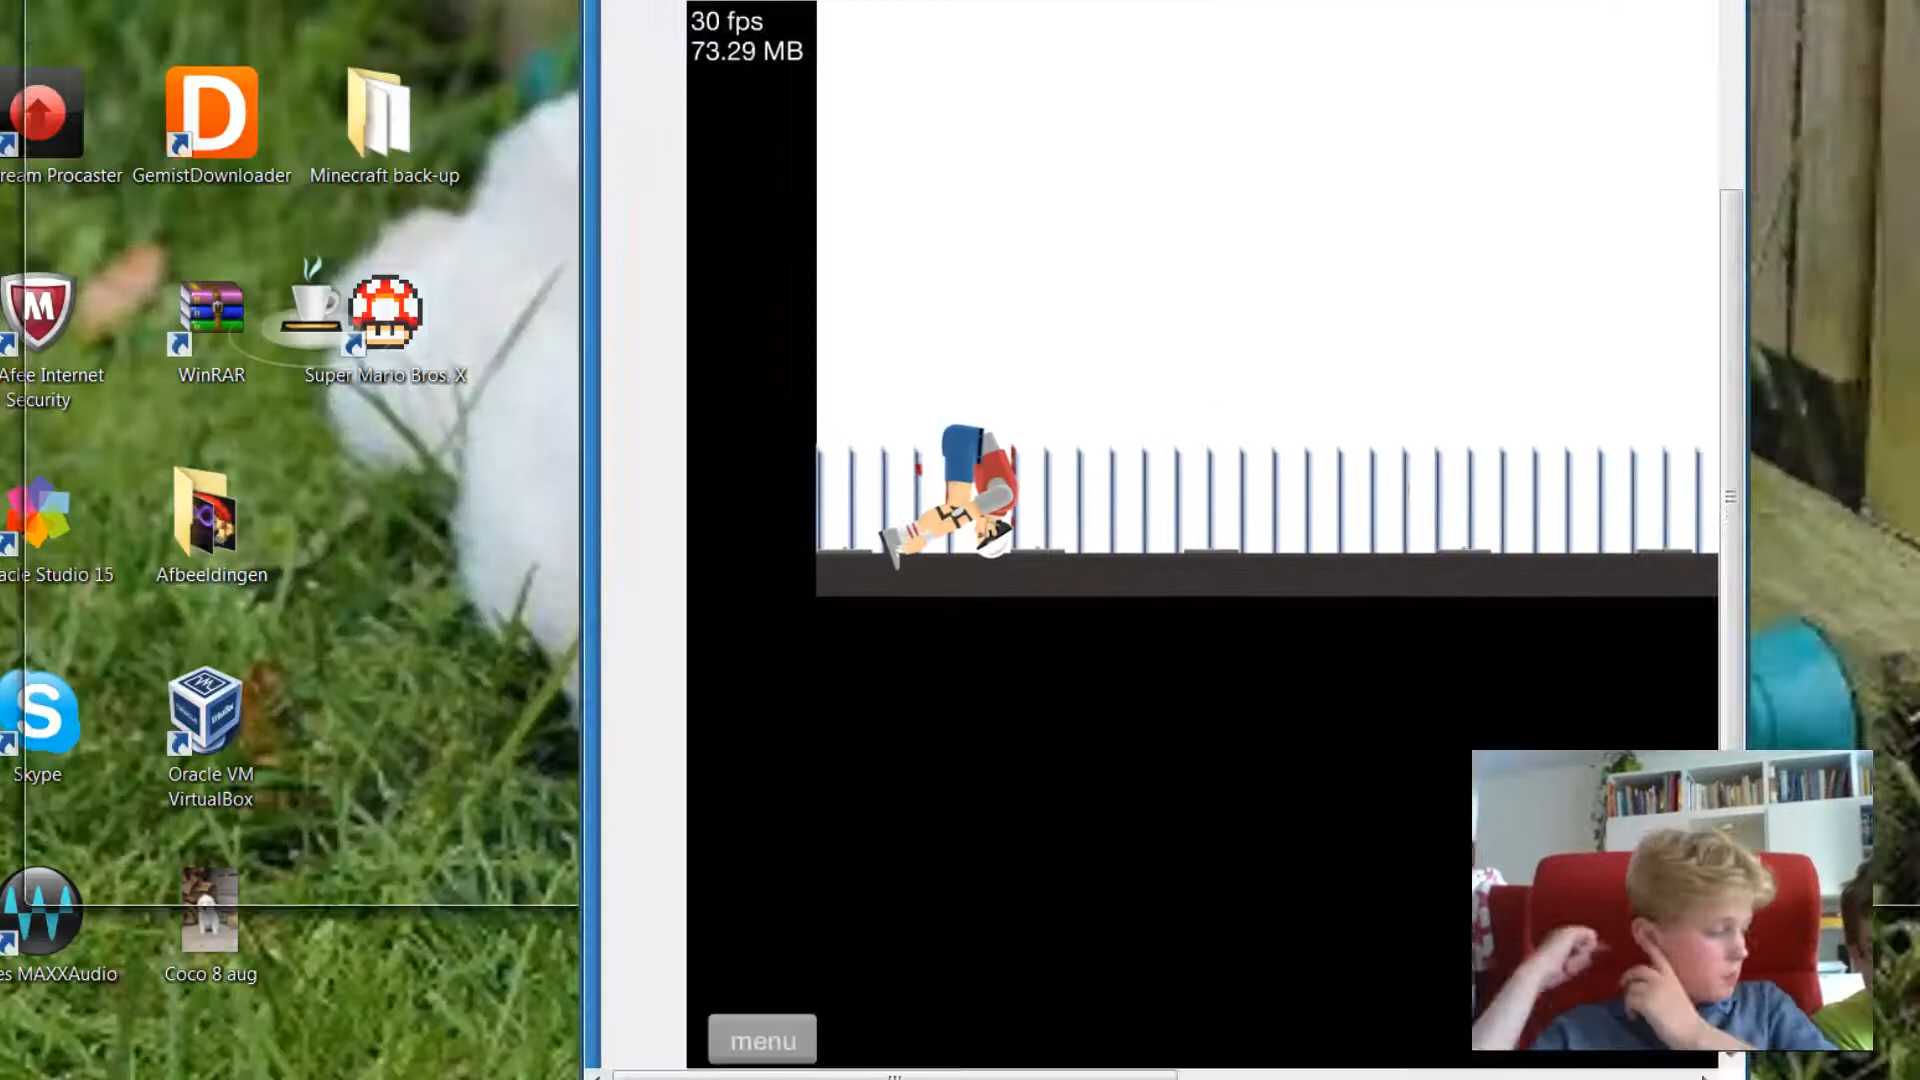 30 fps
73.29 MB
ream Procaster
GemistDownloader
Minecraft back-up
Afee Internet
Security
WinRAR
Super Mario Bros. X
acle Studio 15
Afbeeldingen
Skype
Oracle VM
VirtualBox
es MAXXAudio
Coco 8 aug
menu